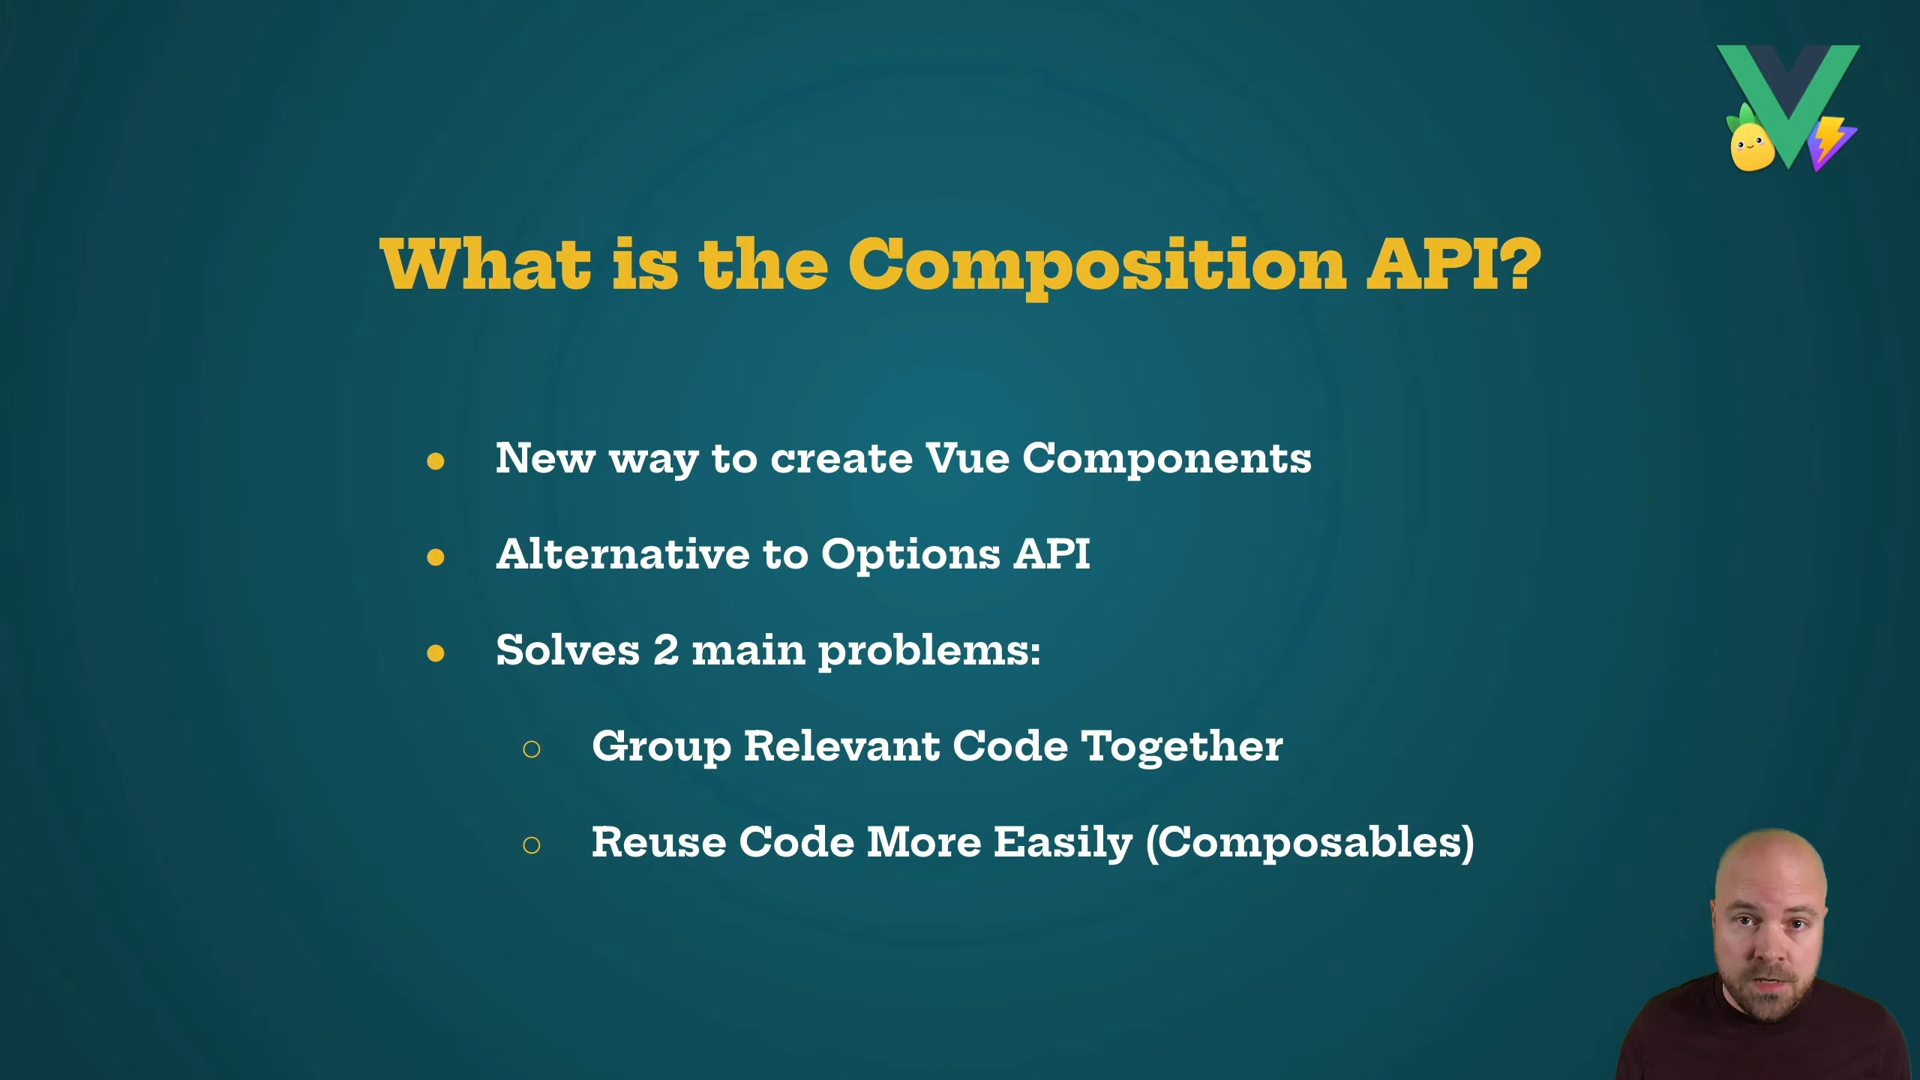 What is the Composition API?
New way to create Vue Components
Alternative to Options API
Solves 2 main problems:
Group Relevant Code Together
Reuse Code More Easily (Composables)